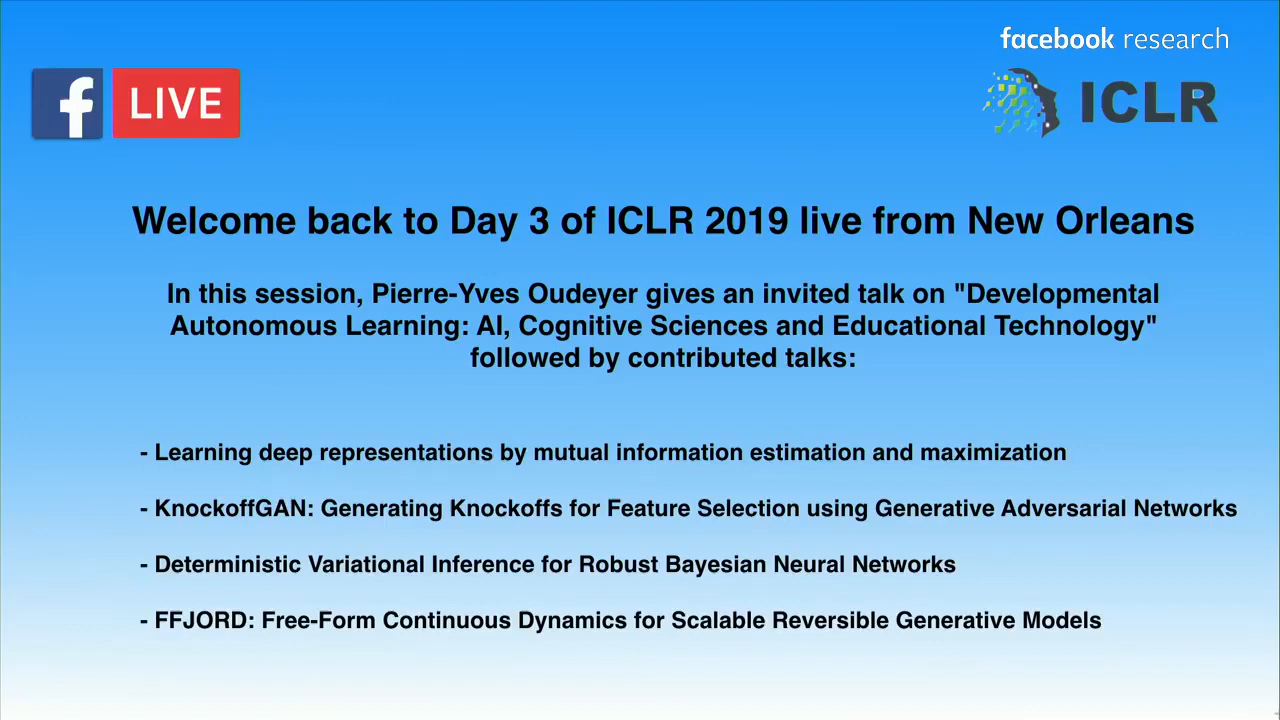 facebook research
f LIVE
ICLR
Welcome back to Day 3 of ICLR 2019 live from New Orleans
In this session, Pierre-Yves Oudeyer gives an invited talk on "Developmental
Autonomous Learning: AI, Cognitive Sciences and Educational Technology"
followed by contributed talks:
- Learning deep representations by mutual information estimation and maximization
- KnockoffGAN: Generating Knockoffs for Feature Selection using Generative Adversarial Networks
- Deterministic Variational Inference for Robust Bayesian Neural Networks
- FFJORD: Free-Form Continuous Dynamics for Scalable Reversible Generative Models